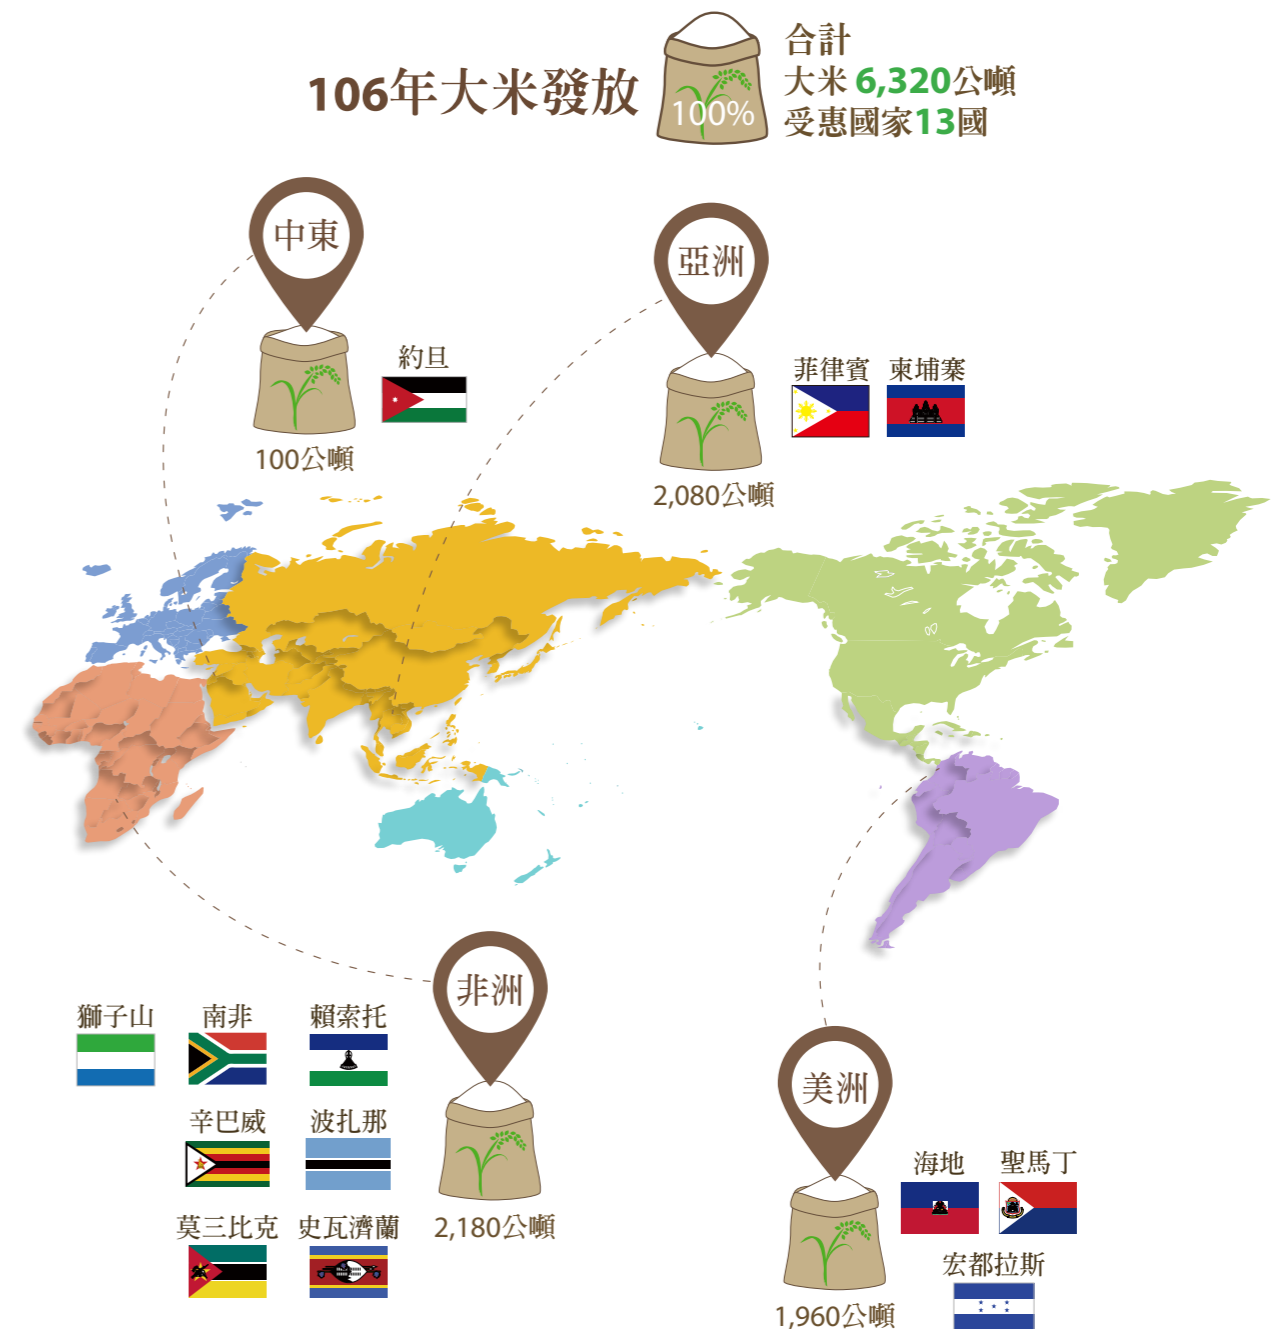 106年大米發放
100%
合計
大米 6,320公噸
受惠國家13國
中東
約旦
100公噸
亞洲
菲律賓 柬埔寨
2,080公噸
非洲
獅子山 南非 賴索托
辛巴威 波扎那
莫三比克 史瓦濟蘭
2,180公噸
美洲
海地 聖馬丁
宏都拉斯
1,960公噸